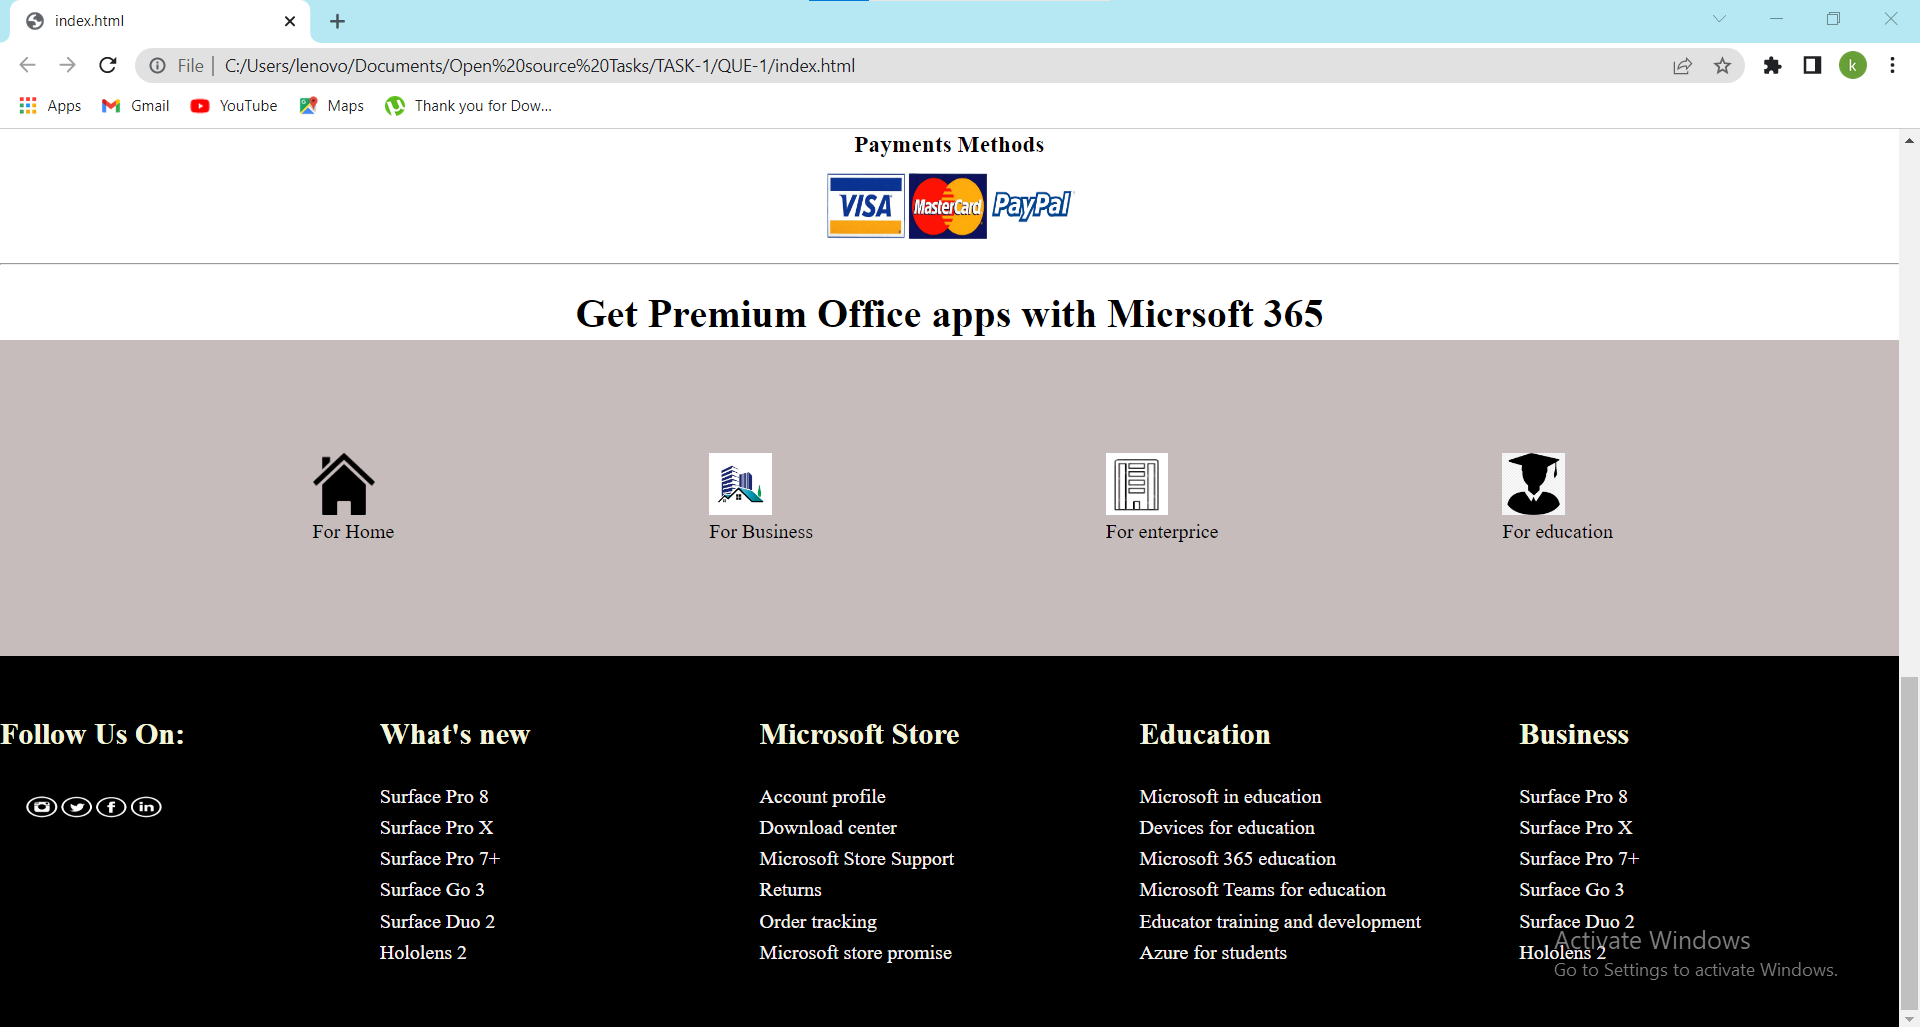 index.html
File C:/Users/lenovo/Documents/Open%20source%20Tasks/TASK-1/QUE-1/index.html
k
Apps Gmail YouTube Maps Thank you for Dow...
Payments Methods
VISA MasterCard PayPal
Get Premium Office apps with Micrsoft 365
For Home For Business For enterprice For education
Follow Us On: What's new Microsoft Store Education Business
Surface Pro 8 Account profile Microsoft in education Surface Pro 8
Surface Pro X Download center Devices for education Surface Pro X
Surface Pro 7+ Microsoft Store Support Microsoft 365 education Surface Pro 7+
Surface Go 3 Returns Microsoft Teams for education Surface Go 3
Surface Duo 2 Order tracking Educator training and development Surface Duo 2
Hololens 2 Microsoft store promise Azure for students Hololens 2
Activate Windows
Go to Settings to activate Windows.